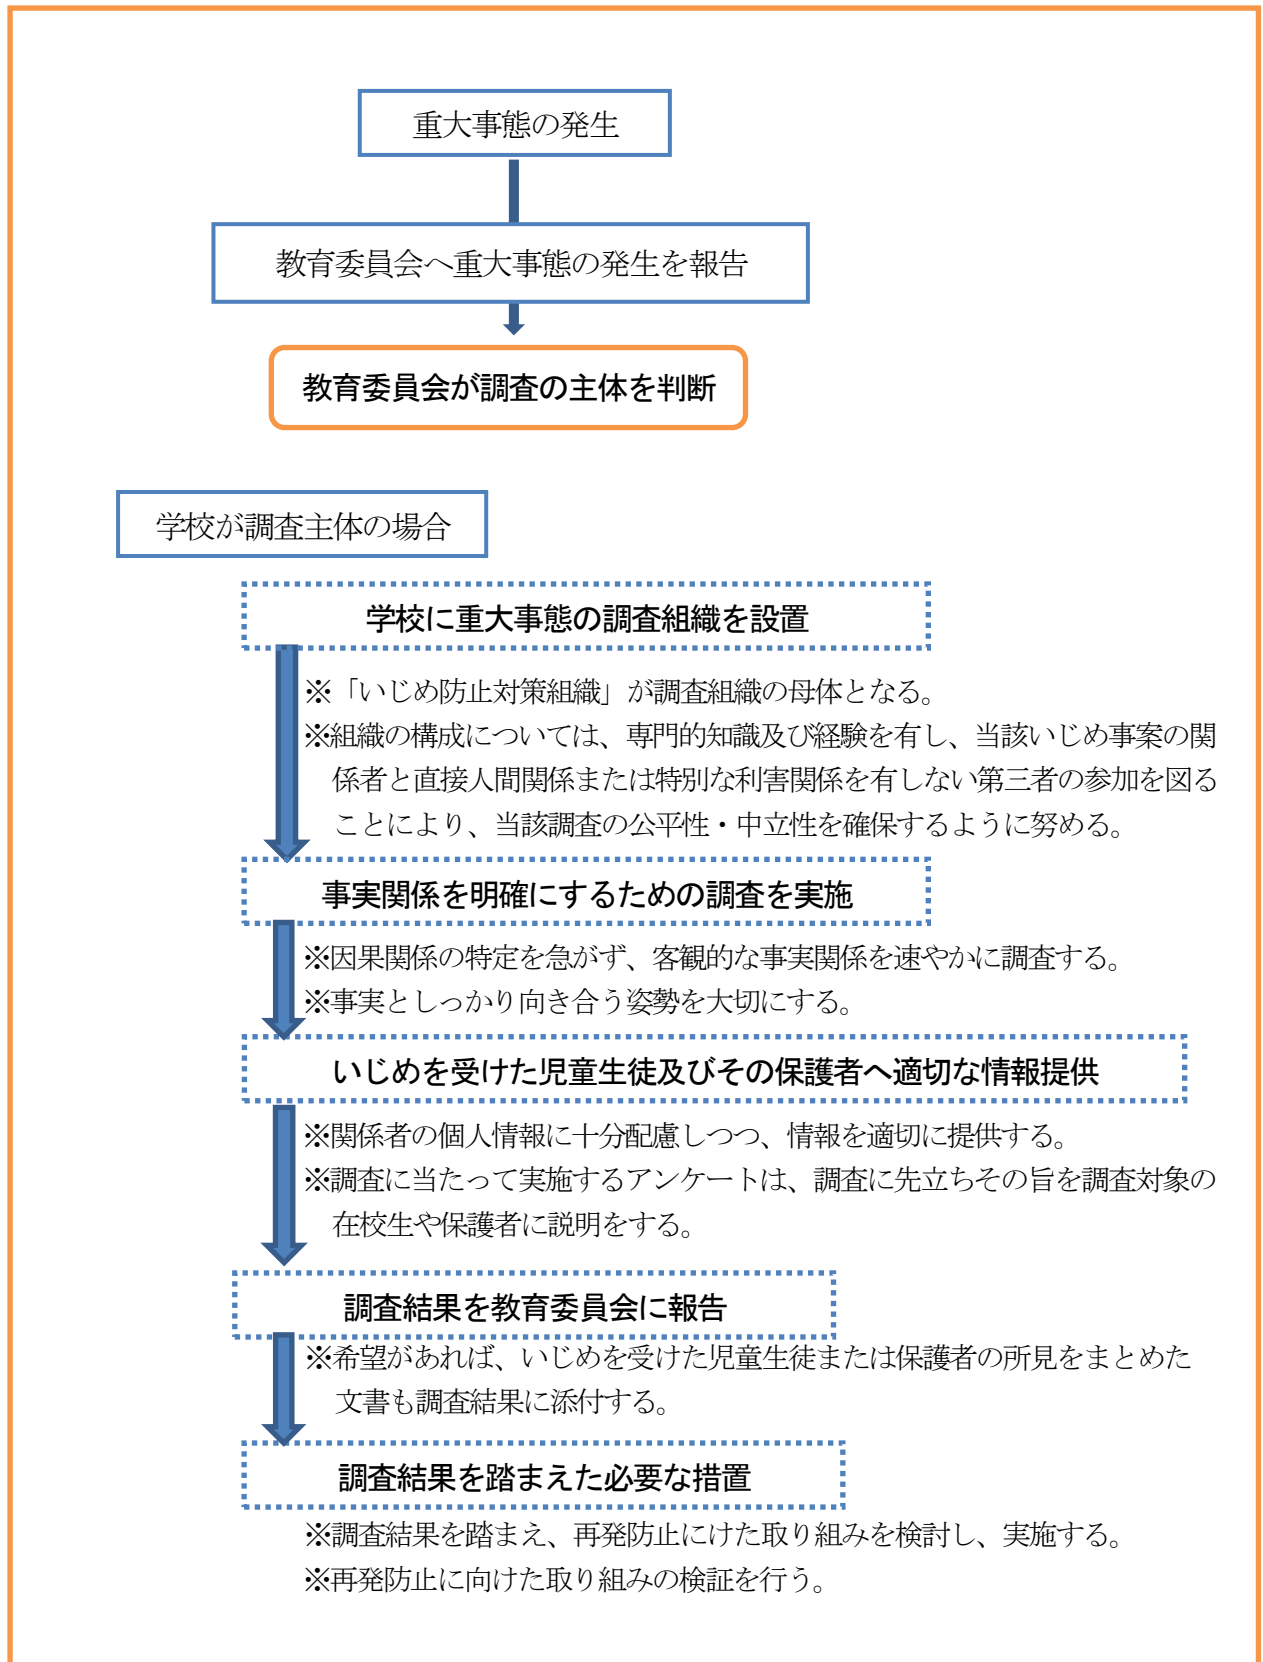 重大事態の発生
教育委員会へ重大事態の発生を報告
教育委員会が調査の主体を判断
学校が調査主体の場合
学校に重大事態の調査組織を設置
※「いじめ防止対策組織」が調査組織の母体となる。
※組織の構成については、専門的知識及び経験を有し、当該いじめ事案の関
係者と直接人間関係または特別な利害関係を有しない第三者の参加を図る
ことにより、当該調査の公平性・中立性を確保するように努める。
事実関係を明確にするための調査を実施
※因果関係の特定を急がず、客観的な事実関係を速やかに調査する。
※事実としっかり向き合う姿勢を大切にする。
いじめを受けた児童生徒及びその保護者へ適切な情報提供
※関係者の個人情報に十分配慮しつつ、情報を適切に提供する。
※調査に当たって実施するアンケートは、調査に先立ちその旨を調査対象の
在校生や保護者に説明をする。
調査結果を教育委員会に報告
※希望があれば、いじめを受けた児童生徒または保護者の所見をまとめた
文書も調査結果に添付する。
調査結果を踏まえた必要な措置
※調査結果を踏まえ、再発防止にけた取り組みを検討し、実施する。
※再発防止に向けた取り組みの検証を行う。